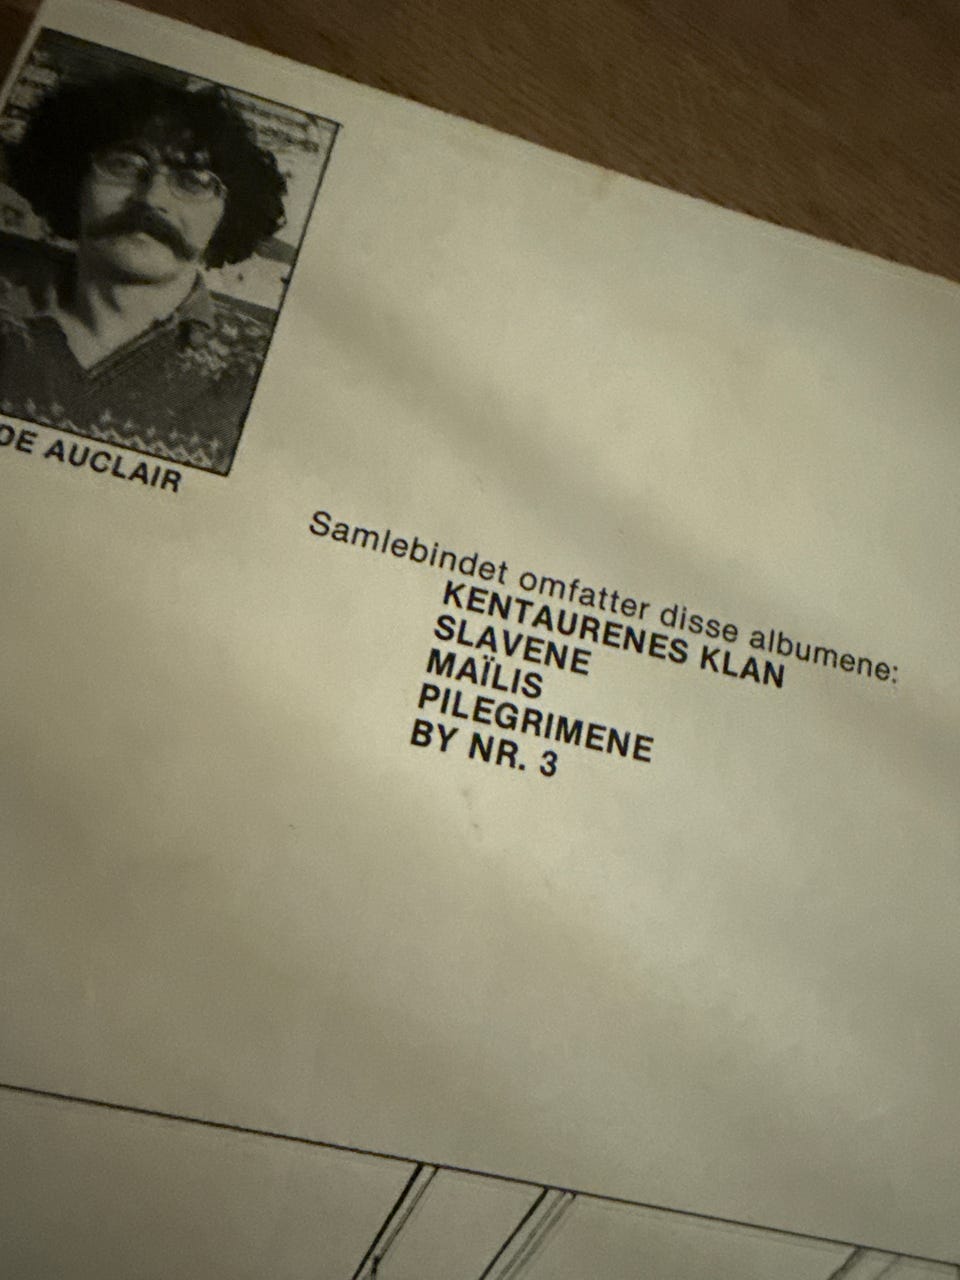 DE AUCLAIR
Samlebindet omfatter disse albumene:
KENTAURENES KLAN
SLAVENE
MAÏLIS
PILEGRIMENE
BY NR. 3